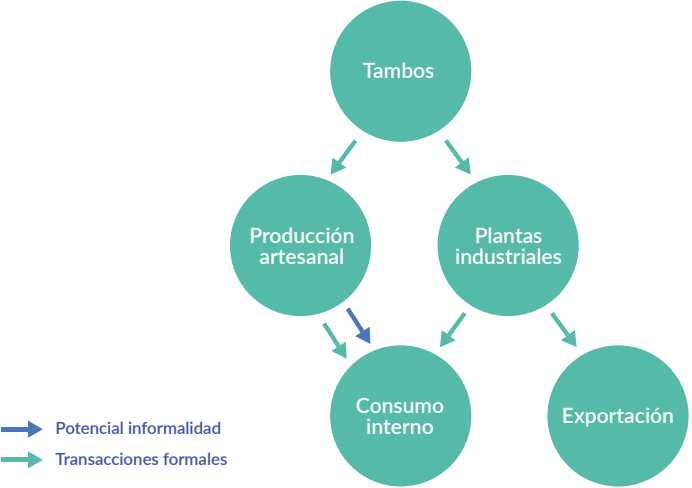 Tambos
Producción
artesanal
Plantas
industriales
Consumo
interno
Exportación
Potencial informalidad
Transacciones formales